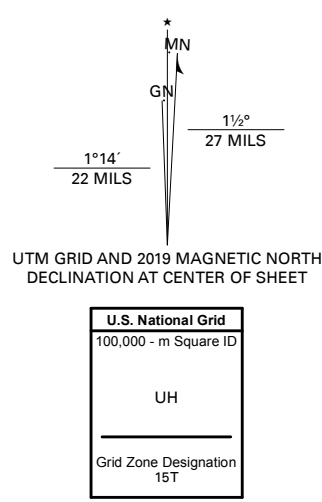 ★
MN
GN
1½°
27 MILS
1°14´
22 MILS
UTM GRID AND 2019 MAGNETIC NORTH
DECLINATION AT CENTER OF SHEET
U.S. National Grid
100,000 - m Square ID
UH
Grid Zone Designation
15T